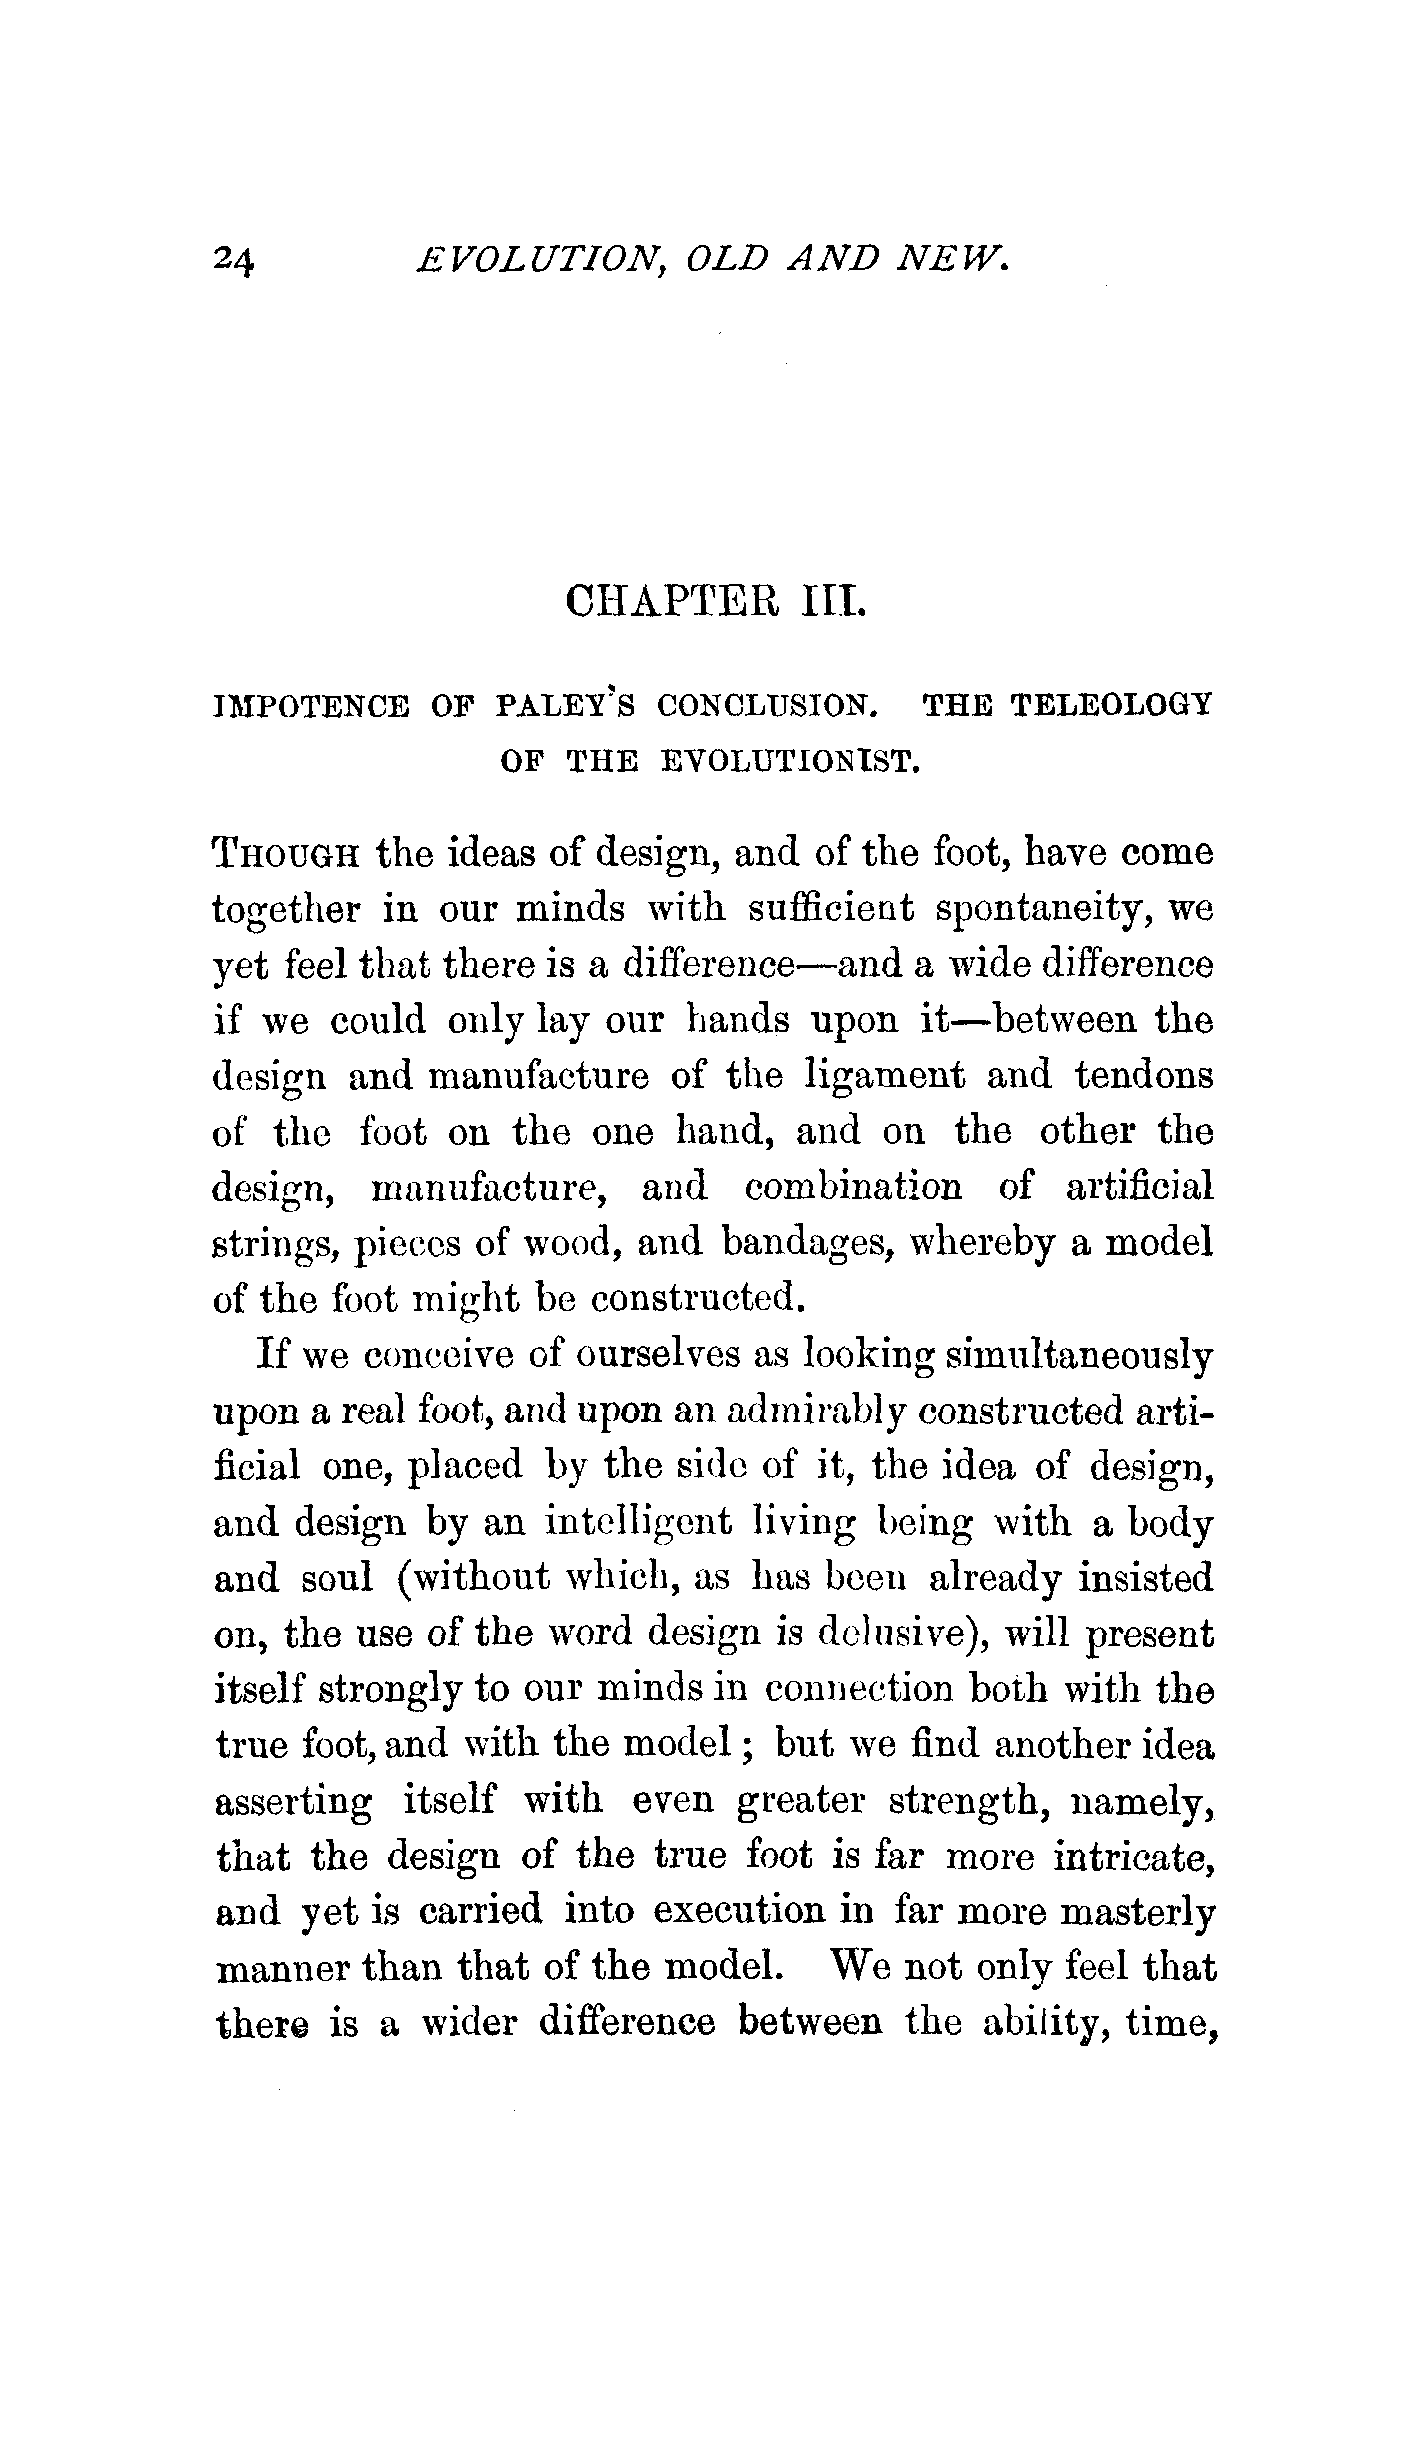 24 EVOLUTION, OLD AND NEW.
CHAPTER III.
IMPOTENCE OF PALEY'S CONCLUSION. THE TELEOLOGY
OF THE EVOLUTIONIST.
THOUGH the ideas of design, and of the foot, have come
together in our minds with sufficient spontaneity, we
yet feel that there is a difference—and a wide difference
if we could only lay our hands upon it—between the
design and manufacture of the ligament and tendons
of the foot on the one hand, and on the other the
design, manufacture, and combination of artificial
strings, pieces of wood, and bandages, whereby a model
of the foot might be constructed.
If we conceive of ourselves as looking simultaneously
upon a real foot, and upon an admirably constructed arti-
ficial one, placed by the side of it, the idea of design,
and design by an intelligent living being with a body
and soul (without which, as has been already insisted
on, the use of the word design is delusive), will present
itself strongly to our minds in connection both with the
true foot, and with the model; but we find another idea
asserting itself with even greater strength, namely,
that the design of the true foot is far more intricate,
and yet is carried into execution in far more masterly
manner than that of the model. We not only feel that
there is a wider difference between the ability, time,